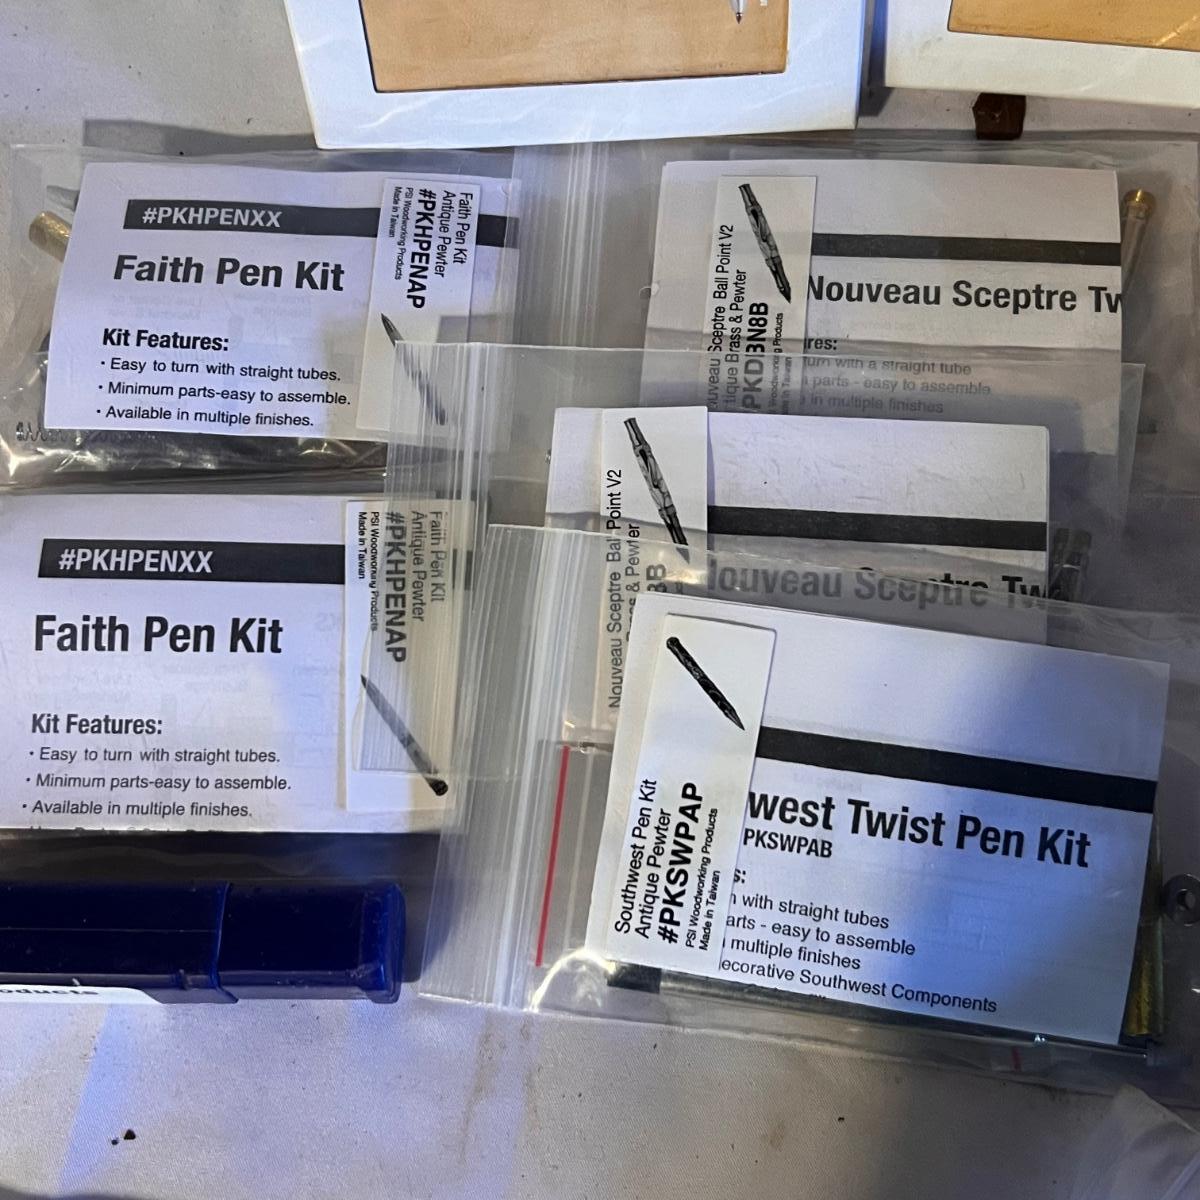 #PKHPENXX
Faith Pen Kit
Kit Features:
• Easy to turn with straight tubes.
• Minimum parts-easy to assemble.
• Available in multiple finishes.
Faith Pen Kit
Antique Pewter
#PKHPENAP
PSI Woodworking Products
Made in Taiwan
Sceptre Ball Point V2
Brass & Pewter
Products
in Taiwan
Nouveau Sceptre Tw
turn with a straight tube
parts - easy to assemble
in multiple finishes
#PKHPENXX
Faith Pen Kit
Kit Features:
• Easy to turn with straight tubes.
• Minimum parts-easy to assemble.
• Available in multiple finishes.
Faith Pen Kit
Antique Pewter
#PKHPENAP
PSI Woodworking Products
Made in Taiwan
Nouveau Sceptre Ball Point V2
& Pewter
Sceptre Tw
Southwest Pen Kit
Antique Pewter
#PKSWPAP
PSI Woodworking Products
Made in Taiwan
west Twist Pen Kit
PKSWPAB
with straight tubes
arts - easy to assemble
multiple finishes
ecorative Southwest Components
oducts